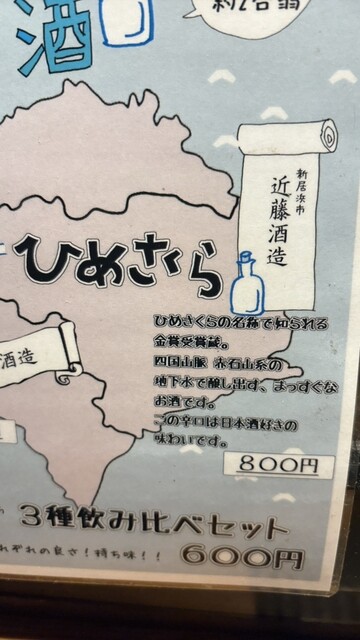 酒
新居浜市
近藤酒造
ひめさくら
ひめさくらの名称で知られる
金賞受賞蔵。
四国山脈 赤石山系の
地下水で醸し出す、まっすぐな
お酒です。
この辛口は日本酒好きの
味わいです。
酒造
800円
3種飲み比べセット
れぞれの良さ!持ち味!!
600円